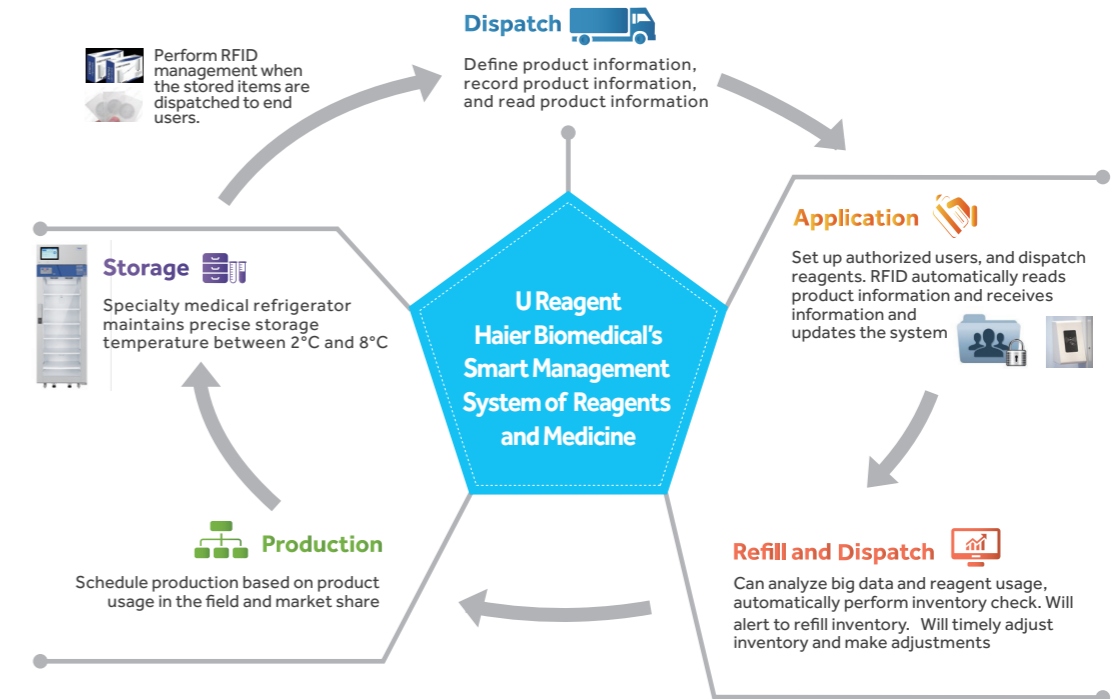 Dispatch
Define product information,
record product information,
and read product information
Perform RFID
management when
the stored items are
dispatched to end
users.
Application
Set up authorized users, and dispatch
reagents. RFID automatically reads
product information and receives
information and
updates the system
Storage
Specialty medical refrigerator
maintains precise storage
temperature between 2°C and 8°C
U Reagent
Haier Biomedical's
Smart Management
System of Reagents
and Medicine
Production
Schedule production based on product
usage in the field and market share
Refill and Dispatch
Can analyze big data and reagent usage,
automatically perform inventory check. Will
alert to refill inventory. Will timely adjust
inventory and make adjustments